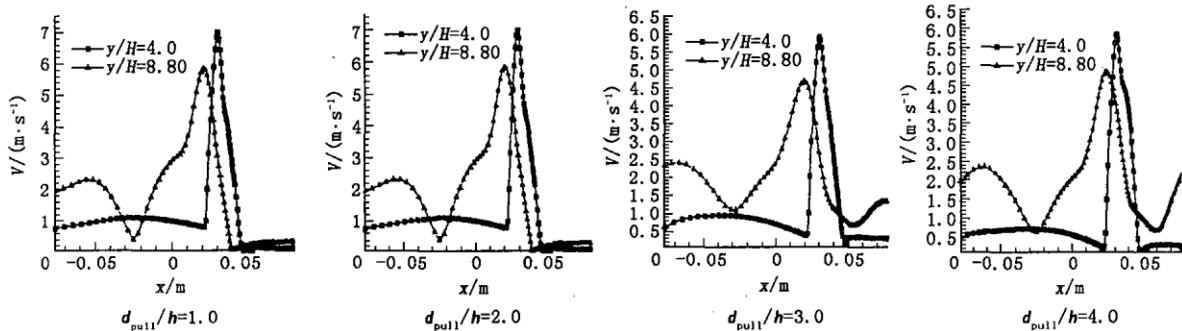 7
6
5
4
3
2
1
V/(m·s⁻¹)
y/H=4.0
y/H=8.80
0 -0.05 0 0.05
x/m
d_pull/h=1.0
7
6
5
4
3
2
1
V/(m·s⁻¹)
y/H=4.0
y/H=8.80
0 -0.05 0 0.05
x/m
d_pull/h=2.0
6.5
6.0
5.5
5.0
4.5
4.0
3.5
3.0
2.5
2.0
1.5
1.0
0.5
V/(m·s⁻¹)
y/H=4.0
y/H=8.80
0 -0.05 0 0.05
x/m
d_pull/h=3.0
6.5
6.0
5.5
5.0
4.5
4.0
3.5
3.0
2.5
2.0
1.5
1.0
0.5
V/(m·s⁻¹)
y/H=4.0
y/H=8.80
0 -0.05 0 0.05
x/m
d_pull/h=4.0